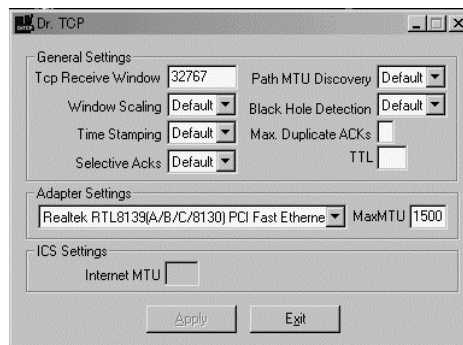 Dr. TCP
General Settings
Tcp Receive Window 32767 Path MTU Discovery Default
Window Scaling Default Black Hole Detection Default
Time Stamping Default Max. Duplicate ACKs
Selective Acks Default TTL
Adapter Settings
Realtek RTL8139(A/B/C/8130) PCI Fast Etherne MaxMTU 1500
ICS Settings
Internet MTU
Apply Exit